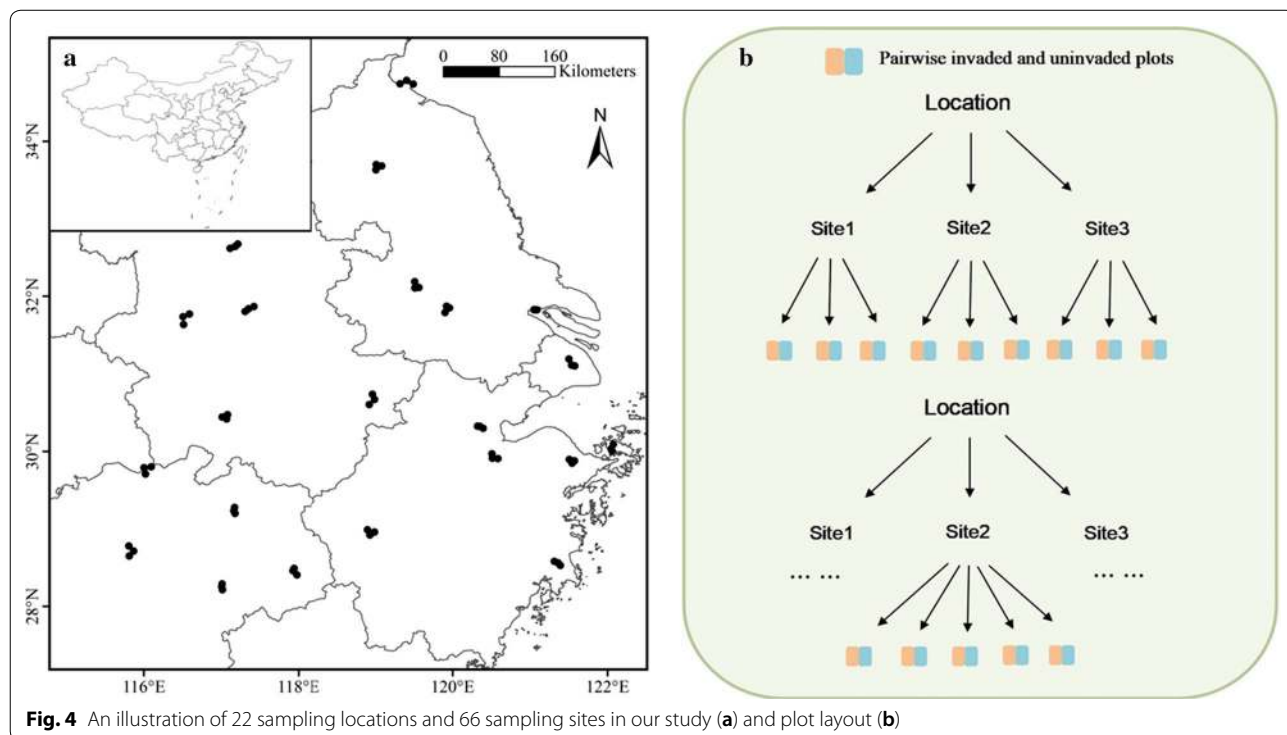 a
0 80 160
Kilometers
N
34°N
32°N
30°N
28°N
116°E 118°E 120°E 122°E
b
Pairwise invaded and uninvaded plots
Location
Site1 Site2 Site3
Location
Site1 Site2 Site3
... ... ... ...
Fig. 4 An illustration of 22 sampling locations and 66 sampling sites in our study (a) and plot layout (b)